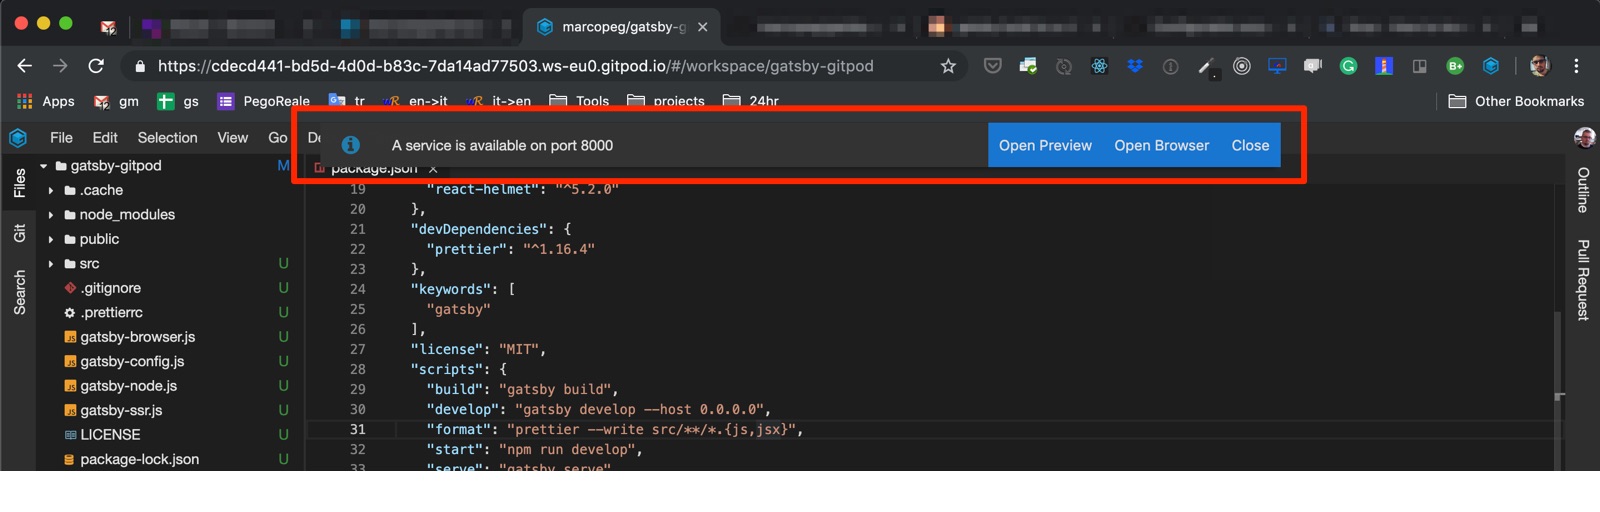 marcopeg/gatsby-g
https://cdecd441-bd5d-4d0d-b83c-7da14ad77503.ws-eu0.gitpod.io/#/workspace/gatsby-gitpod
Apps gm gs PegoReale tr en->it it->en Tools projects 24hr Other Bookmarks
File Edit Selection View Go De
A service is available on port 8000 Open Preview Open Browser Close
package.json
Files
Git
Search
gatsby-gitpod M
.cache
node_modules
public
src U
.gitignore U
.prettierrc U
gatsby-browser.js U
gatsby-config.js U
gatsby-node.js U
gatsby-ssr.js U
LICENSE U
package-lock.json U
19 "react-helmet": "^5.2.0"
20 },
21 "devDependencies": {
22 "prettier": "^1.16.4"
23 },
24 "keywords": [
25 "gatsby"
26 ],
27 "license": "MIT",
28 "scripts": {
29 "build": "gatsby build",
30 "develop": "gatsby develop --host 0.0.0.0",
31 "format": "prettier --write src/**/*.{js,jsx}",
32 "start": "npm run develop",
33 "serve": "gatsby serve"
Outline
Pull Request